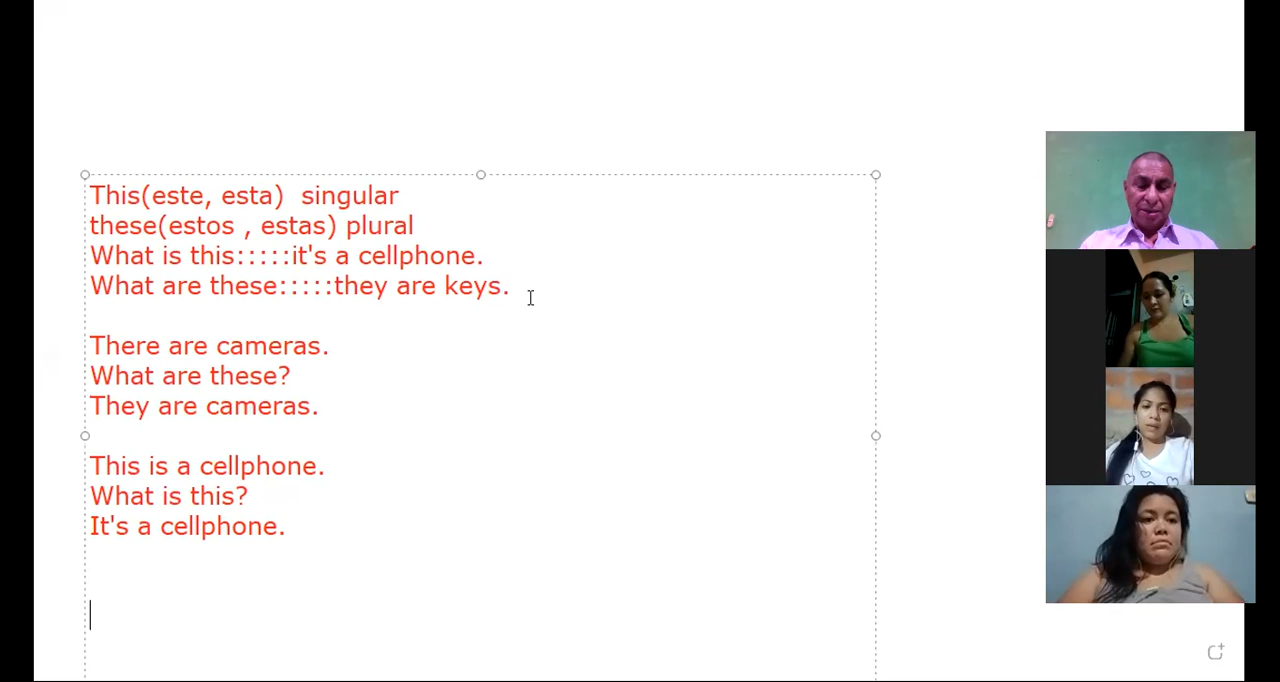 This(este, esta)  singular
these(estos , estas) plural
What is this:::::it's a cellphone.
What are these:::::they are keys.
There are cameras.
What are these?
They are cameras.
This is a cellphone.
What is this?
It's a cellphone.